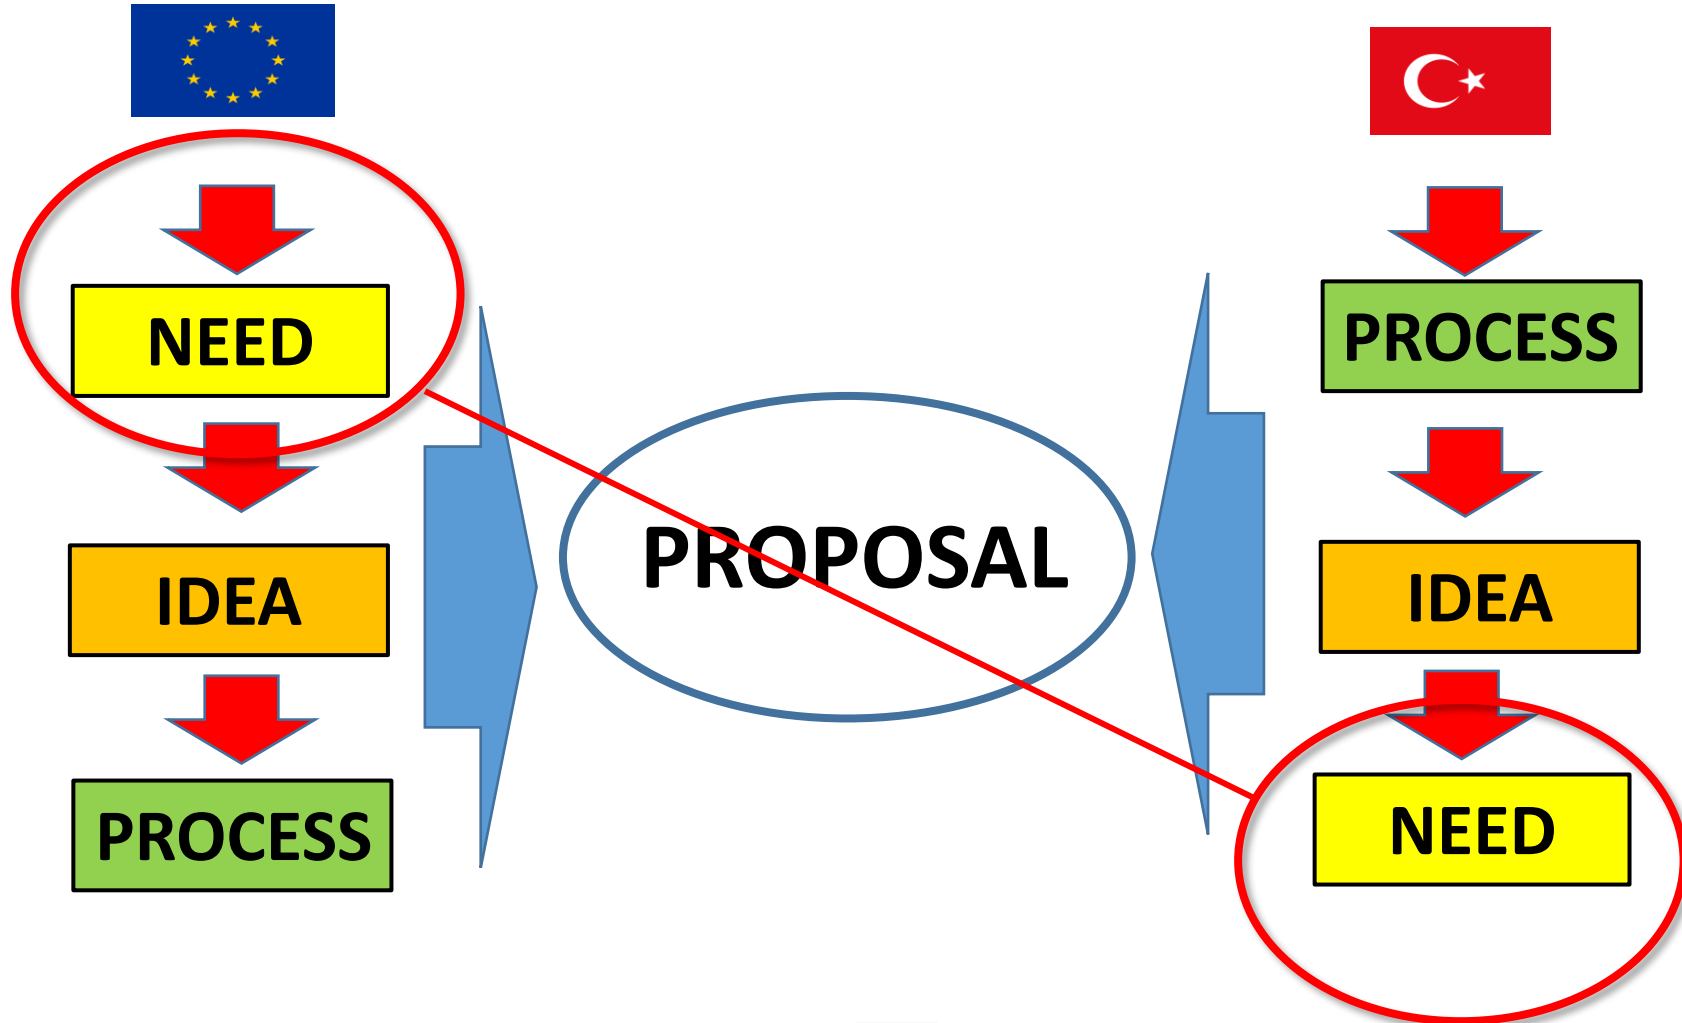 NEED
IDEA
PROCESS
PROPOSAL
PROCESS
IDEA
NEED